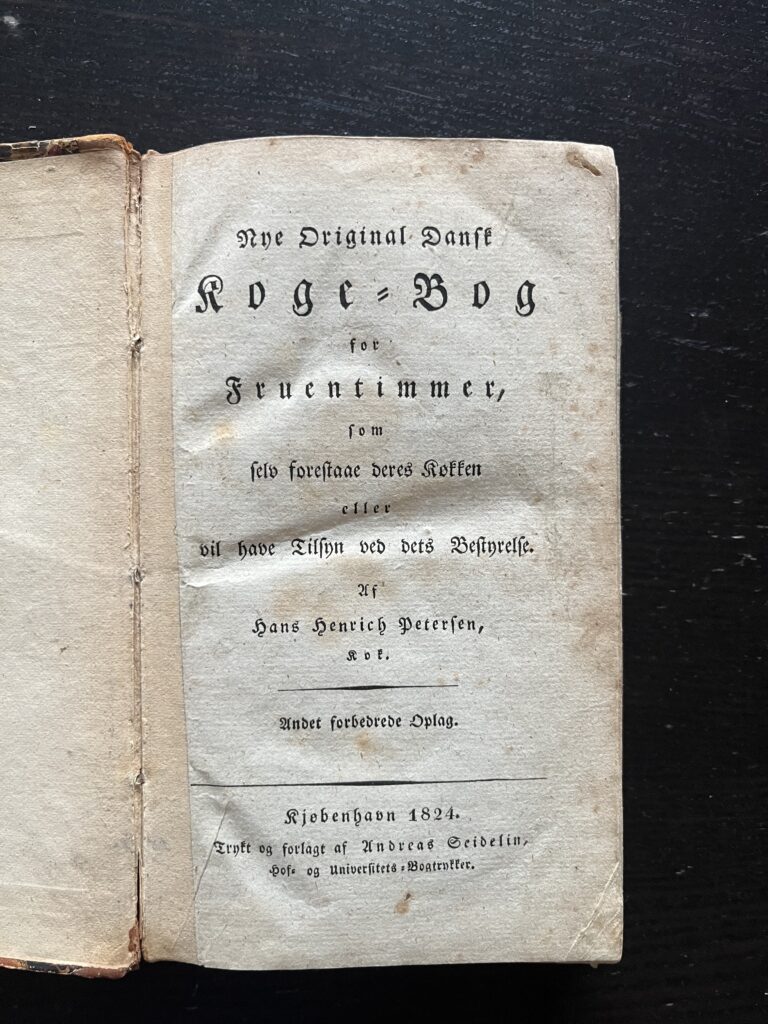 Nye Original Dansk
Koge-Bog
for
Fruentimmer,
som
selv forestaae deres Køkken
eller
vil have Tilsyn ved dets Bestyrelse.
Af
Hans Henrich Petersen,
Kok.
Andet forbedrede Oplag.
Kjøbenhavn 1824.
Trykt og forlagt af Andreas Seidelin,
Hof- og Universitets-Bogtrykker.